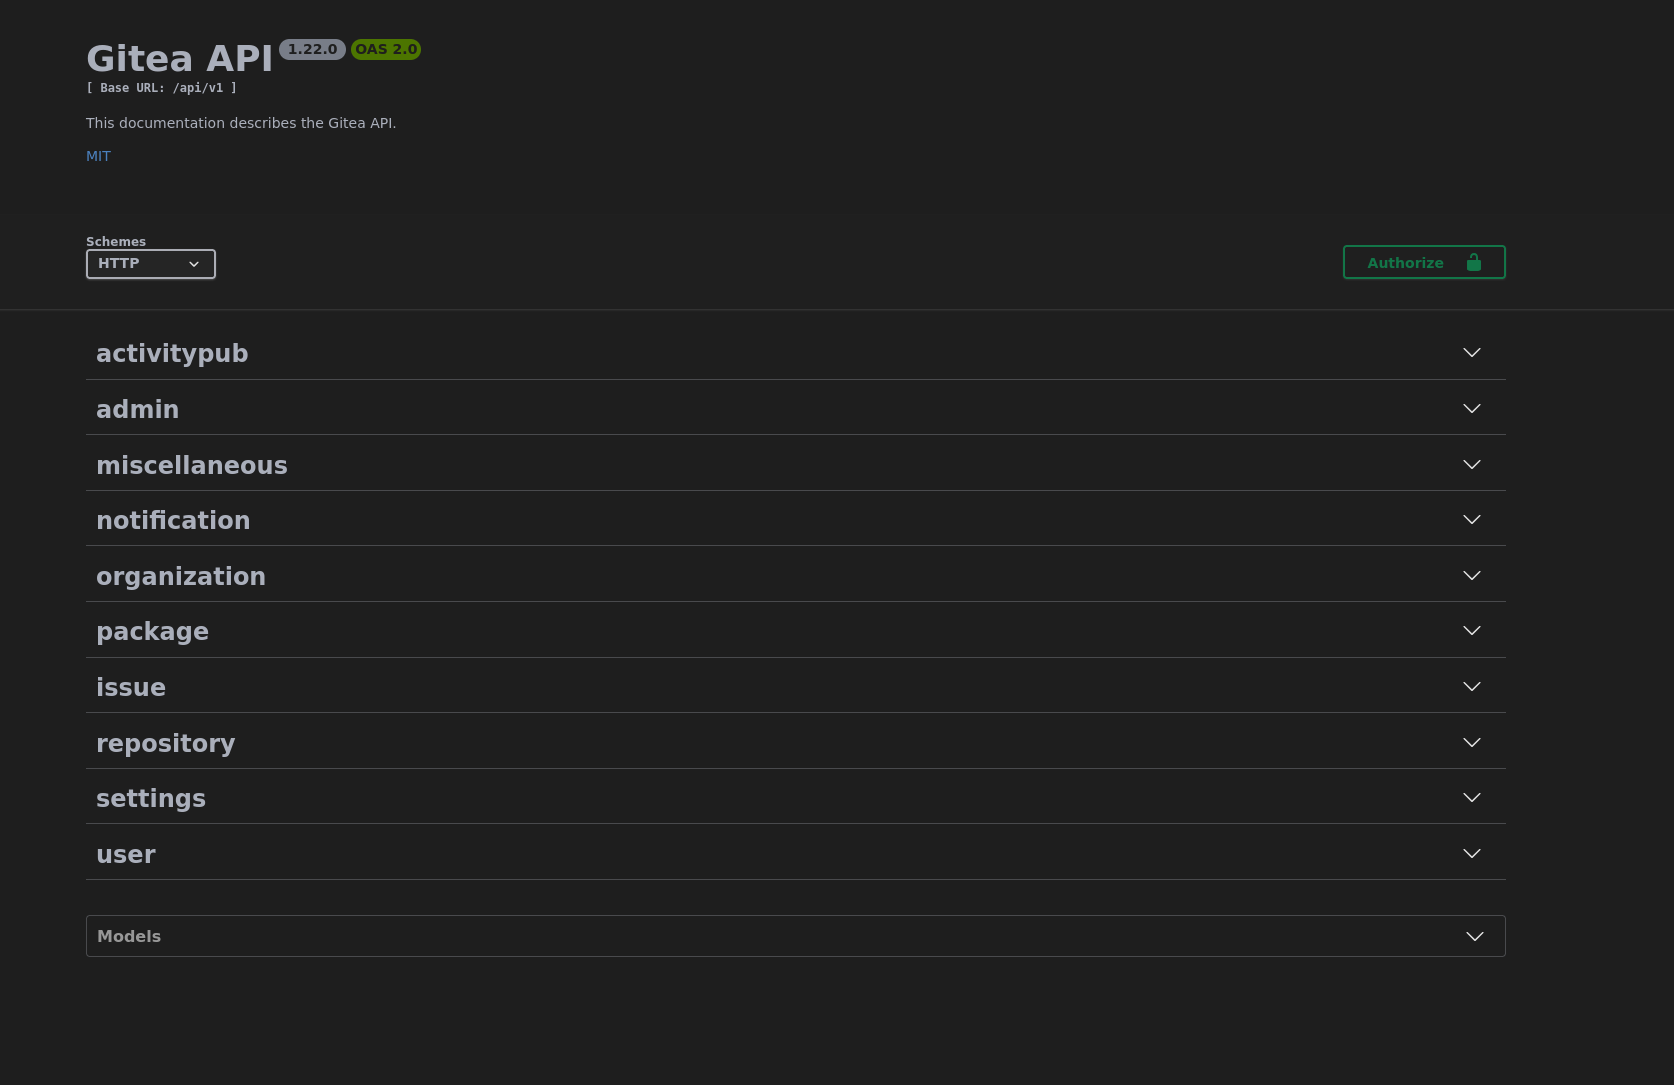 Gitea API 1.22.0 OAS 2.0
[ Base URL: /api/v1 ]
This documentation describes the Gitea API.
MIT
Schemes
HTTP
Authorize
activitypub
admin
miscellaneous
notification
organization
package
issue
repository
settings
user
Models